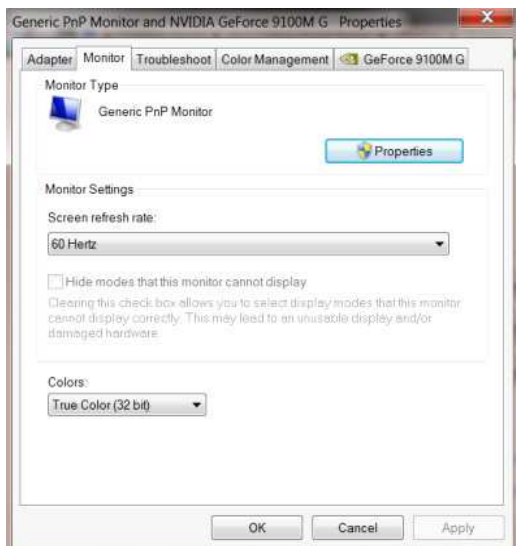 Generic PnP Monitor and NVIDIA GeForce 9100M G Properties
Adapter Monitor Troubleshoot Color Management GeForce 9100M G
Monitor Type
Generic PnP Monitor
Properties
Monitor Settings
Screen refresh rate:
60 Hertz
Hide modes that this monitor cannot display
Clearing this check box allows you to select display modes that this monitor
cannot display correctly. This may lead to an unusable display and/or
damaged hardware.
Colors:
True Color (32 bit)
OK Cancel Apply